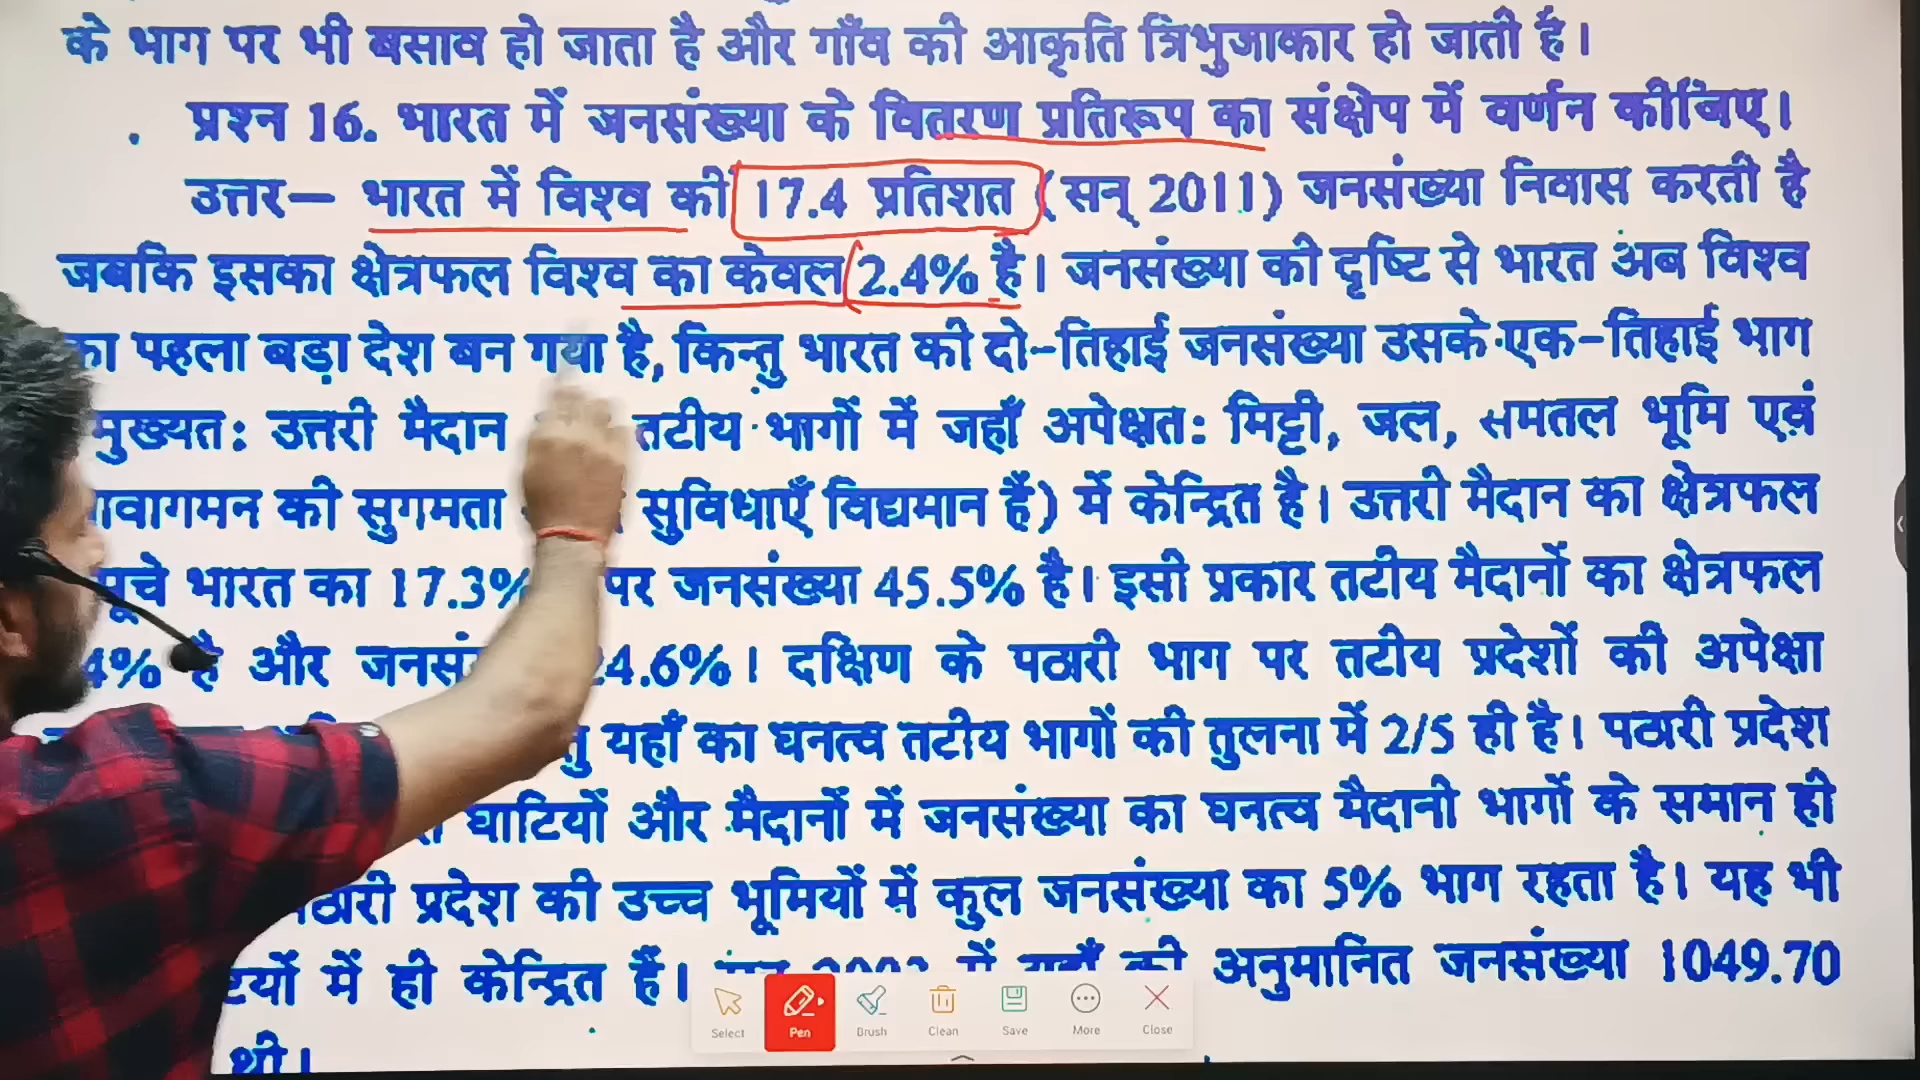 के भाग पर भी बसाव हो जाता है और गाँव की आकृति त्रिभुजाकार हो जाती है।
प्रश्न 16. भारत में जनसंख्या के वितरण प्रतिरूप का संक्षेप में वर्णन कीजिए।
उत्तर— भारत में विश्व की 17.4 प्रतिशत (सन् 2011) जनसंख्या निवास करती है
जबकि इसका क्षेत्रफल विश्व का केवल 2.4% है। जनसंख्या की दृष्टि से भारत अब विश्व
का पहला बड़ा देश बन गया है, किन्तु भारत की दो-तिहाई जनसंख्या उसके एक-तिहाई भाग
मुख्यत: उत्तरी मैदान तटीय भागों में जहाँ अपेक्षत: मिट्टी, जल, समतल भूमि एवं
की सुगमता सुविधाएँ विद्यमान हैं) में केन्द्रित है। उत्तरी मैदान का क्षेत्रफल
भारत का 17.3% पर जनसंख्या 45.5% है। इसी प्रकार तटीय मैदानों का क्षेत्रफल
4% है और 24.6%। दक्षिण के पठारी भाग पर तटीय प्रदेशों की अपेक्षा
यहाँ का घनत्व तटीय भागों की तुलना में 2/5 ही है। पठारी प्रदेश
घाटियों और मैदानों में जनसंख्या का घनत्व मैदानी भागों के समान ही
पठारी प्रदेश की उच्च भूमियों में कुल जनसंख्या का 5% भाग रहता है। यह भी
में ही केन्द्रित हैं। में यहाँ की अनुमानित जनसंख्या 1049.70
थी।
Select Pen Brush Clean Save More Close